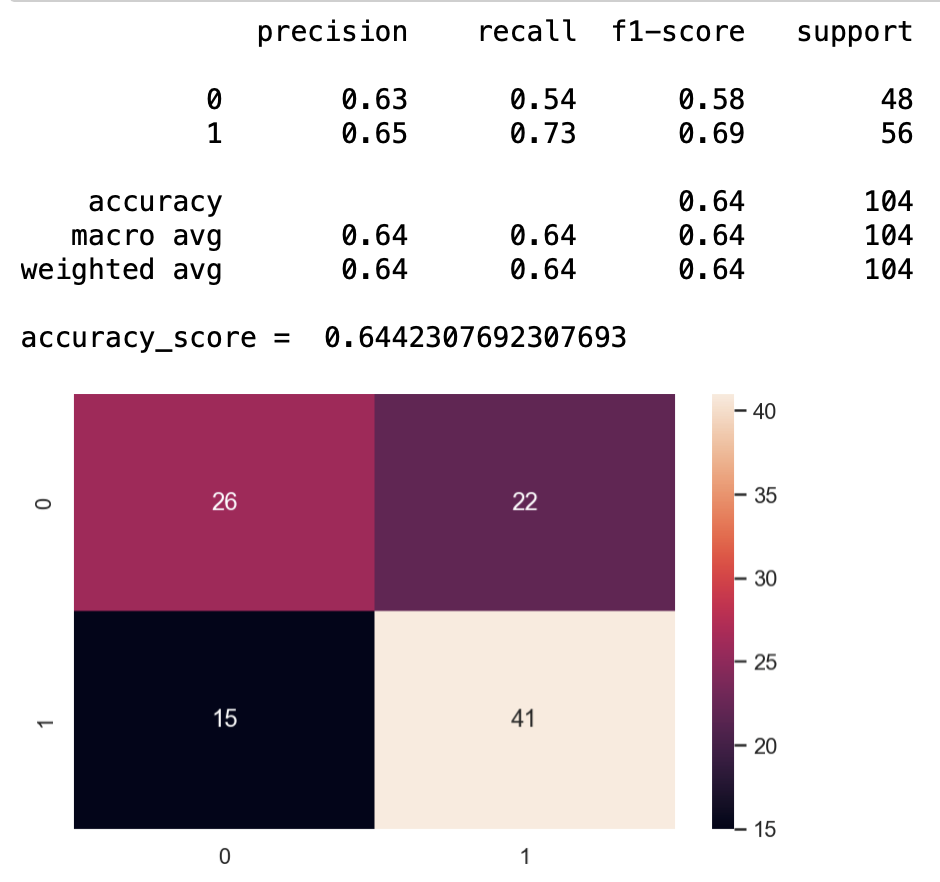 precision recall f1-score support
0 0.63 0.54 0.58 48
1 0.65 0.73 0.69 56
accuracy 0.64 104
macro avg 0.64 0.64 0.64 104
weighted avg 0.64 0.64 0.64 104
accuracy_score = 0.6442307692307693
0 26 22
1 15 41
0 1
40
35
30
25
20
15